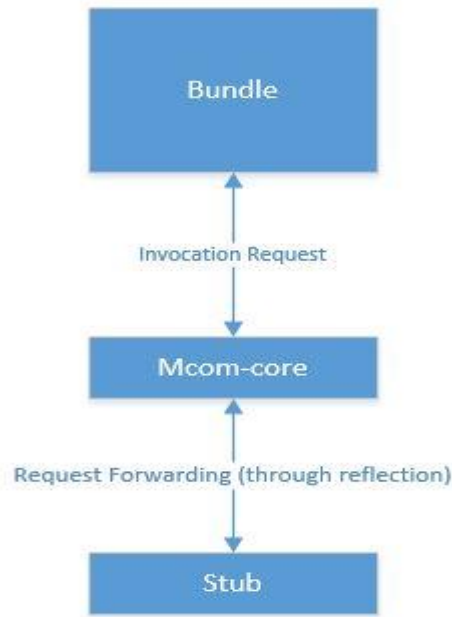 Bundle
Invocation Request
Mcom-core
Request Forwarding (through reflection)
Stub